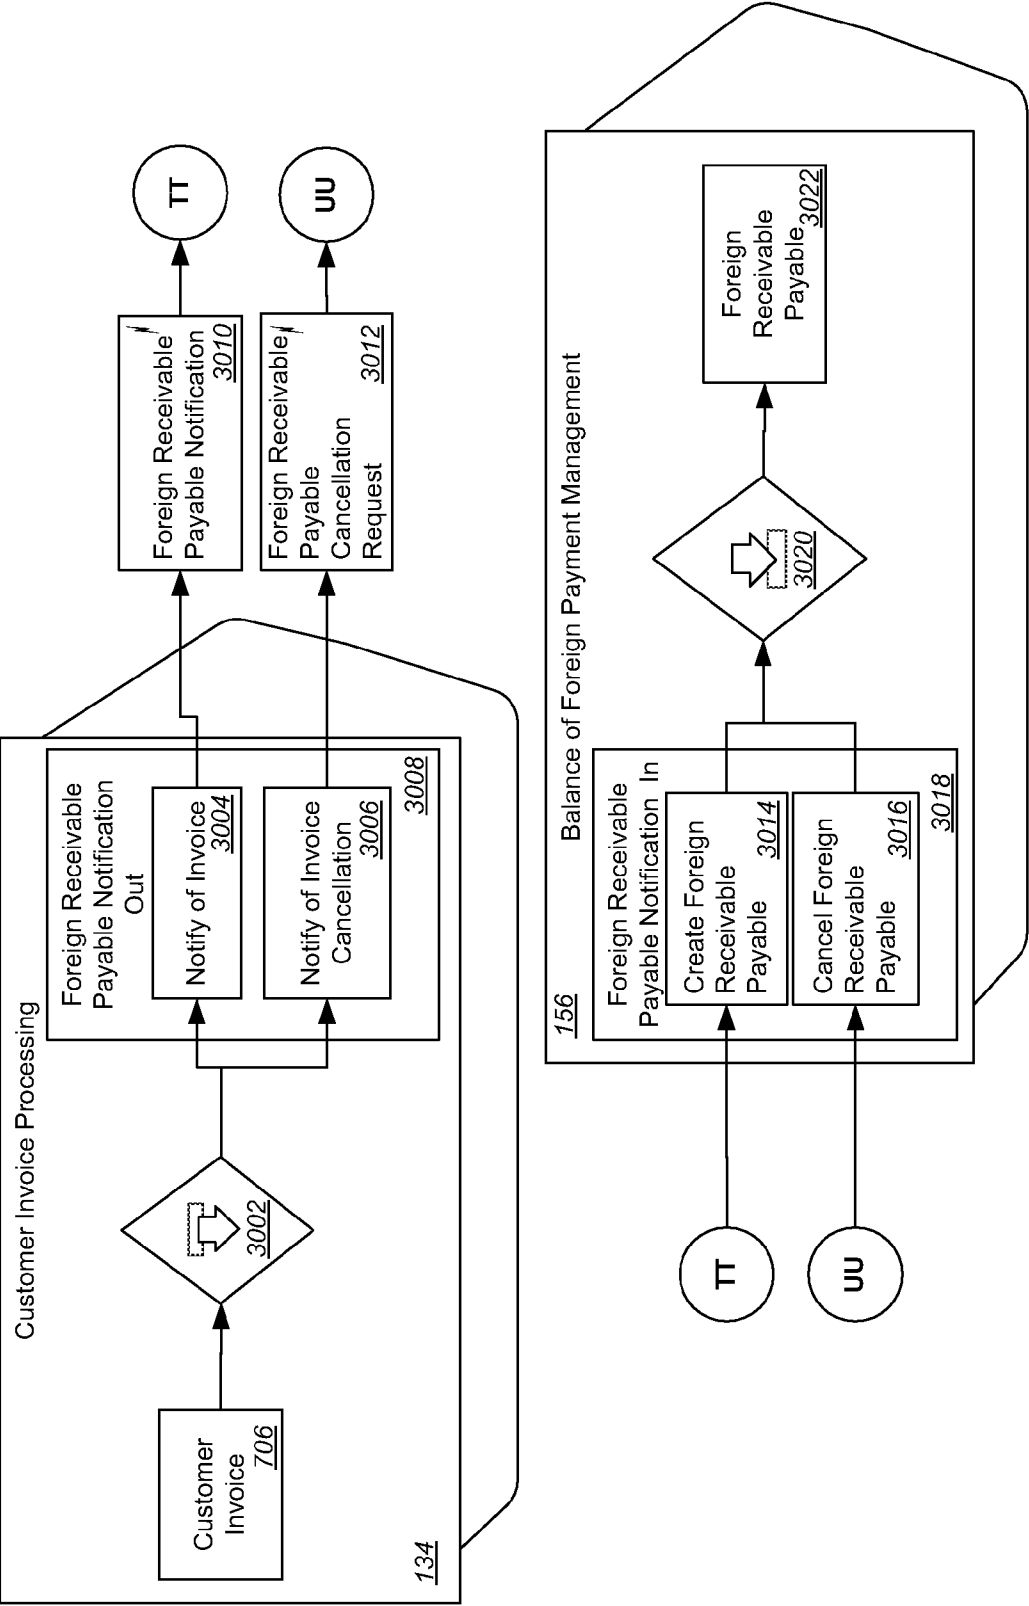 Customer Invoice Processing
134
Customer
Invoice
706
3002
Foreign Receivable
Payable Notification
Out
Notify of Invoice
3004
Notify of Invoice
Cancellation
3006
3008
Foreign Receivable
Payable Notification
3010
Foreign Receivable
Payable
Cancellation
Request
3012
TT
UU
Balance of Foreign Payment Management
156
TT
UU
Foreign Receivable
Payable Notification In
Create Foreign
Receivable
Payable
3014
Cancel Foreign
Receivable
Payable
3016
3018
3020
Foreign
Receivable
Payable
3022